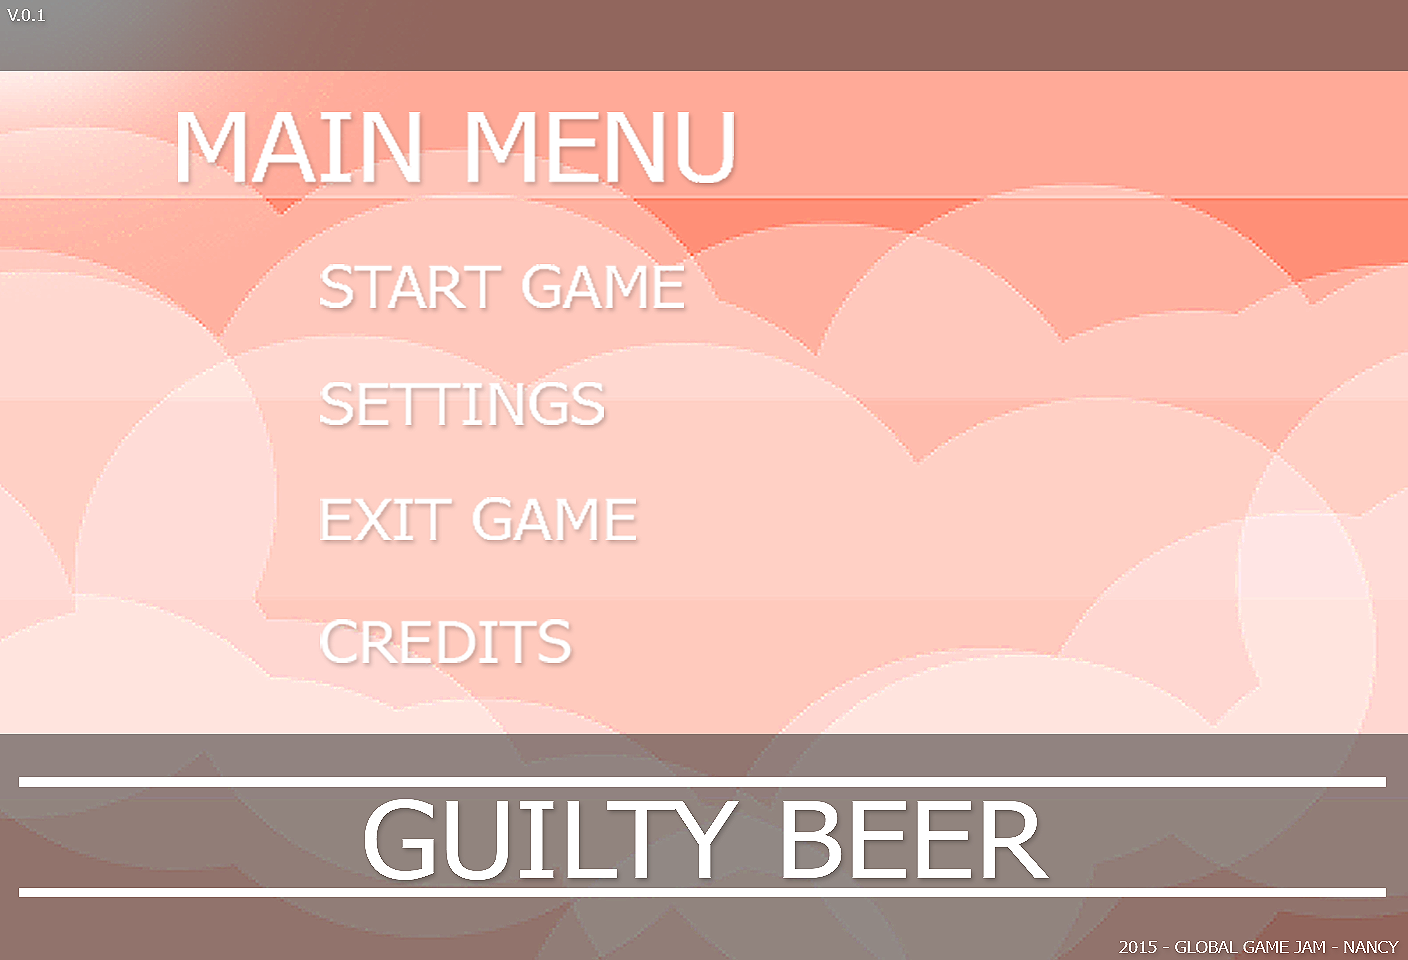 V.0.1
MAIN MENU
START GAME
SETTINGS
EXIT GAME
CREDITS
GUILTY BEER
2015 - GLOBAL GAME JAM - NANCY